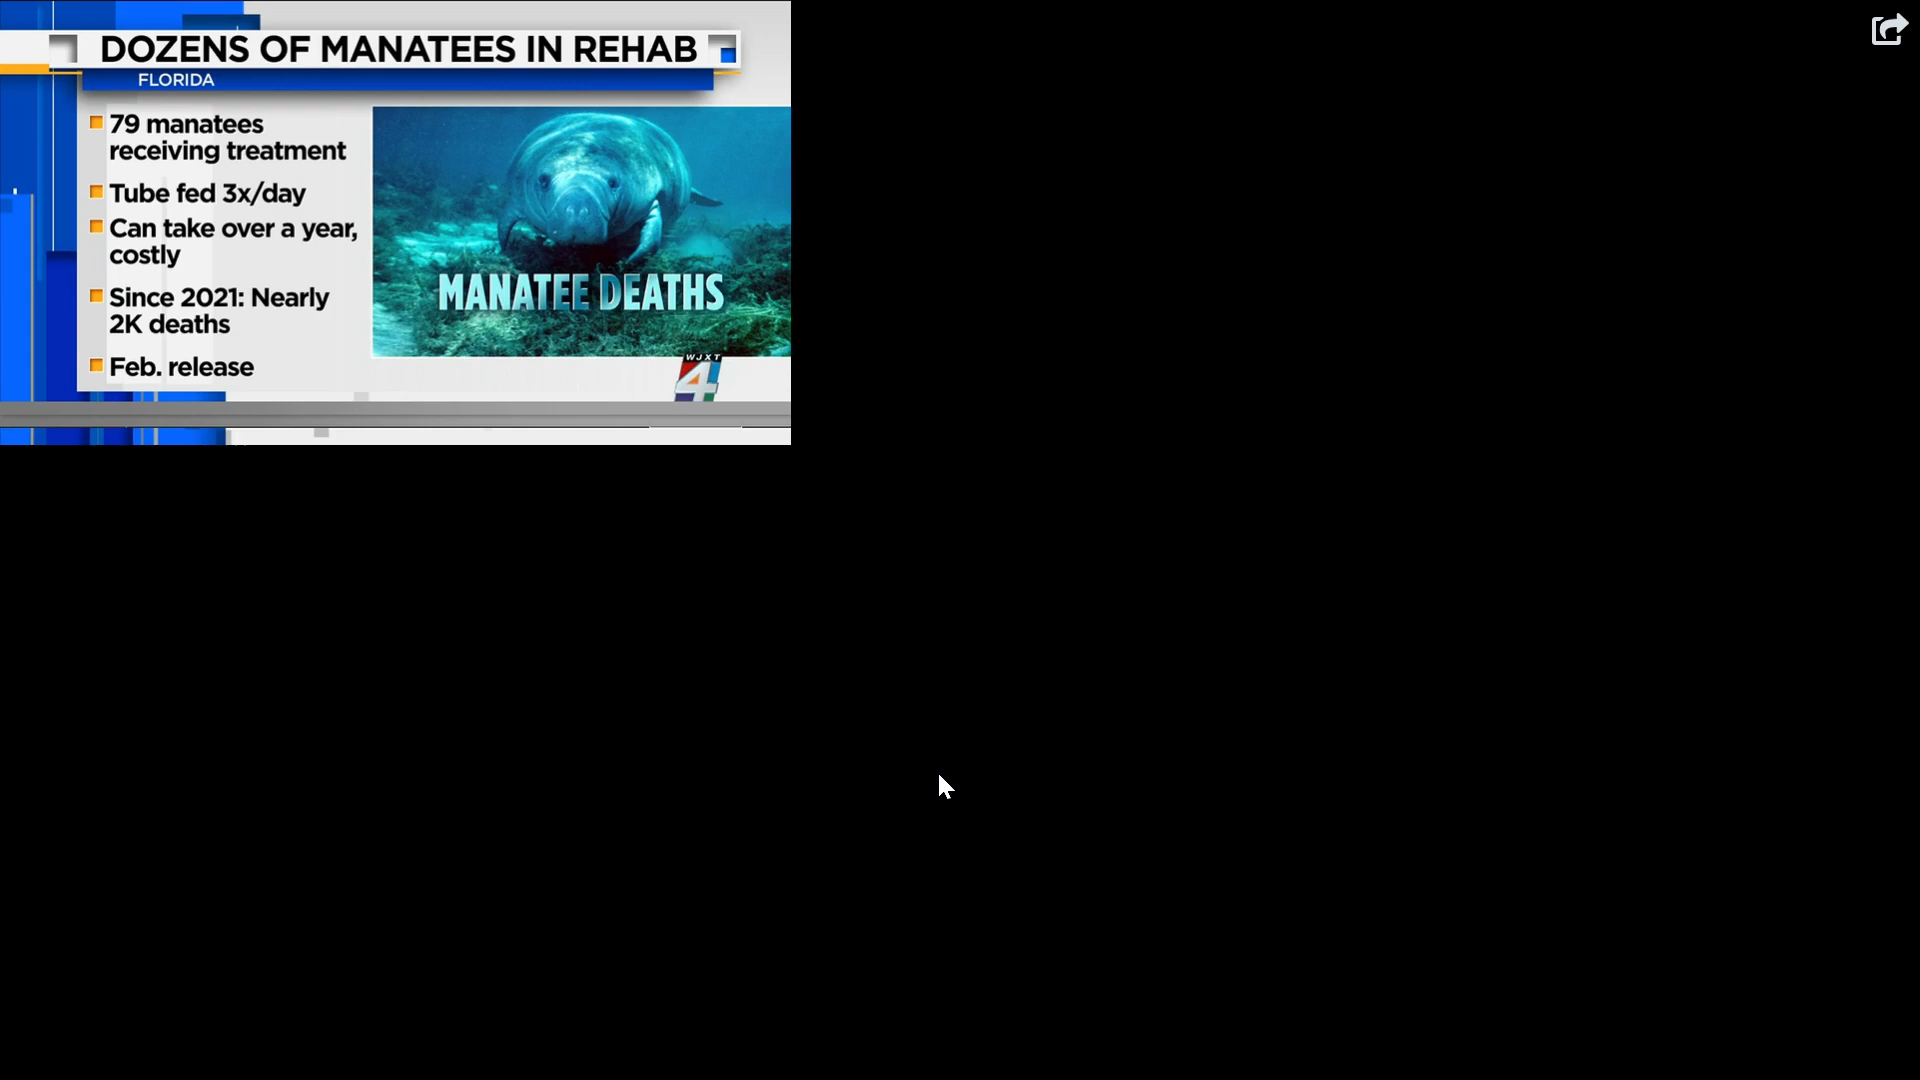 DOZENS OF MANATEES IN REHAB
FLORIDA
79 manatees
receiving treatment
Tube fed 3x/day
Can take over a year,
costly
Since 2021: Nearly
2K deaths
Feb. release
MANATEE DEATHS
WJXT
4